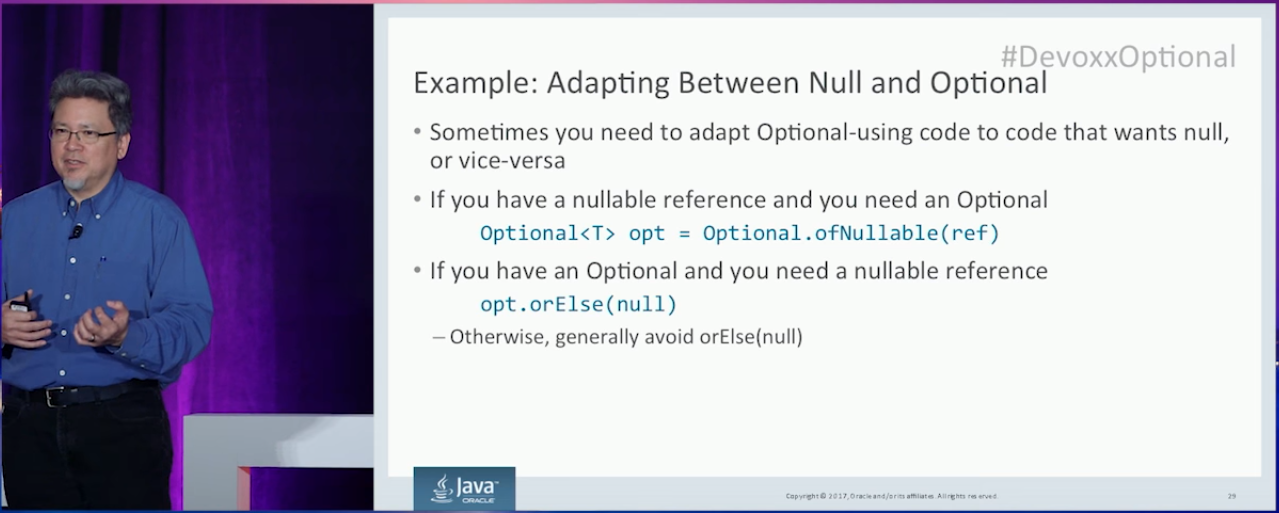 #DevoxxOptional
Example: Adapting Between Null and Optional
• Sometimes you need to adapt Optional-using code to code that wants null,
or vice-versa
• If you have a nullable reference and you need an Optional
Optional<T> opt = Optional.ofNullable(ref)
• If you have an Optional and you need a nullable reference
opt.orElse(null)
– Otherwise, generally avoid orElse(null)
Java™
ORACLE
Copyright © 2017, Oracle and/or its affiliates. All rights reserved.
29